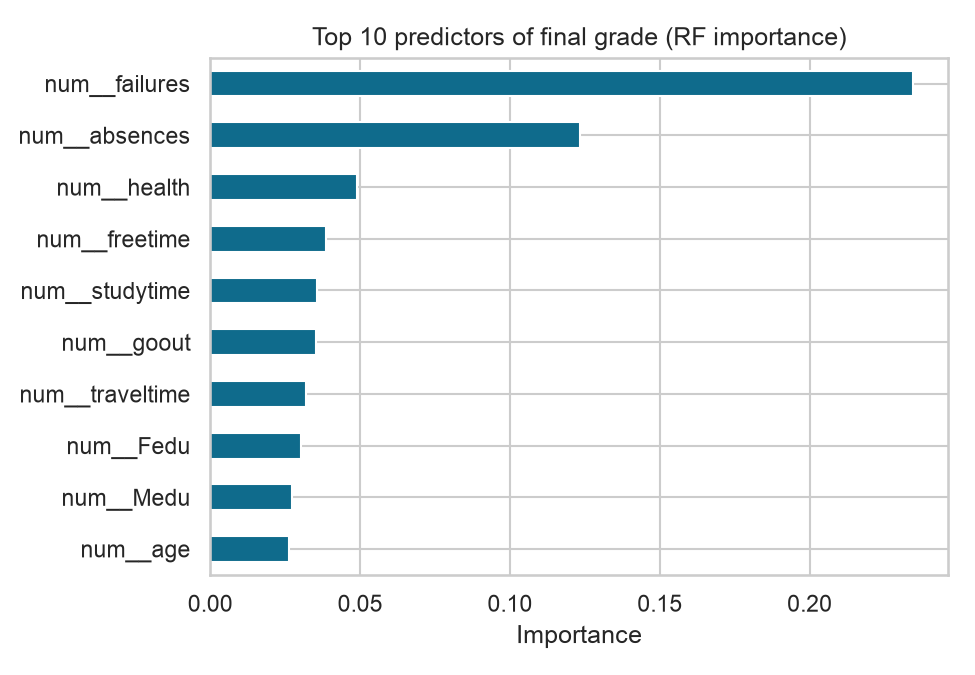 Top 10 predictors of final grade (RF importance)
num__failures
num__absences
num__health
num__freetime
num__studytime
num__goout
num__traveltime
num__Fedu
num__Medu
num__age
0.00 0.05 0.10 0.15 0.20
Importance